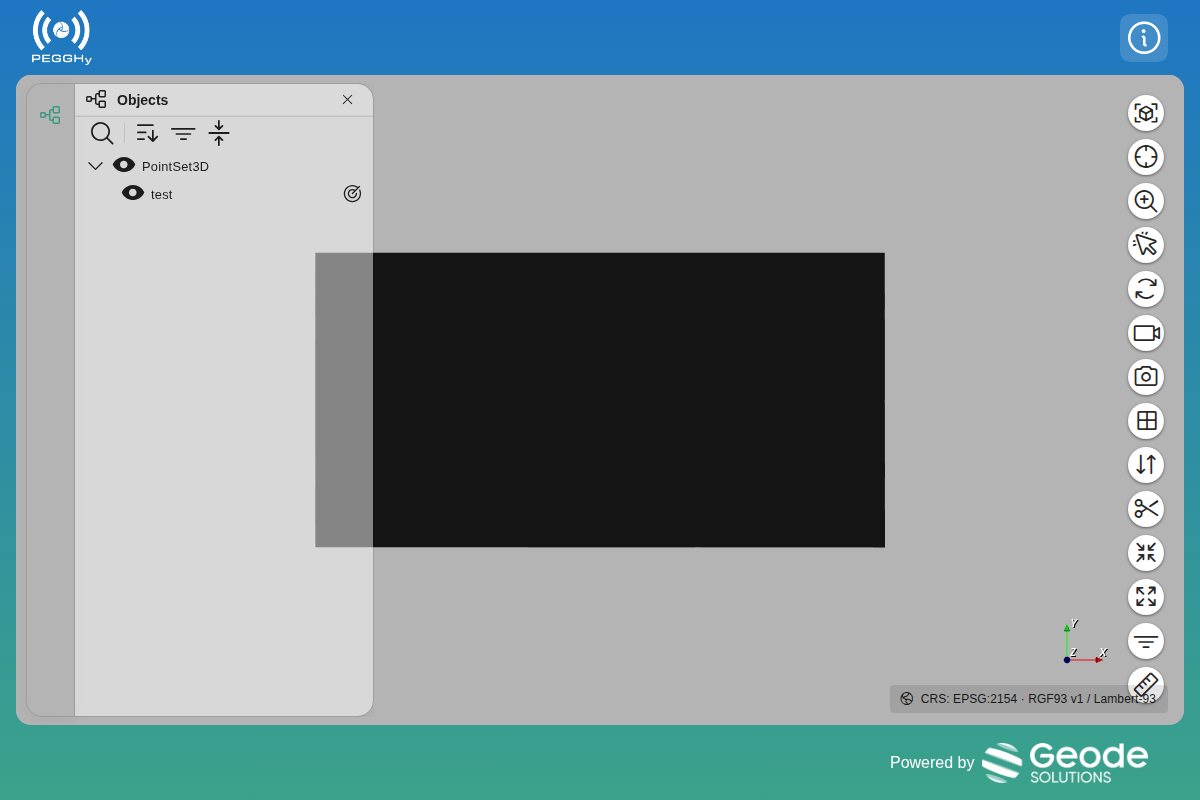 PEGGHy
Objects
PointSet3D
test
Y
Z X
CRS: EPSG:2154 · RGF93 v1 / Lambert-93
Powered by Geode
SOLUTIONS